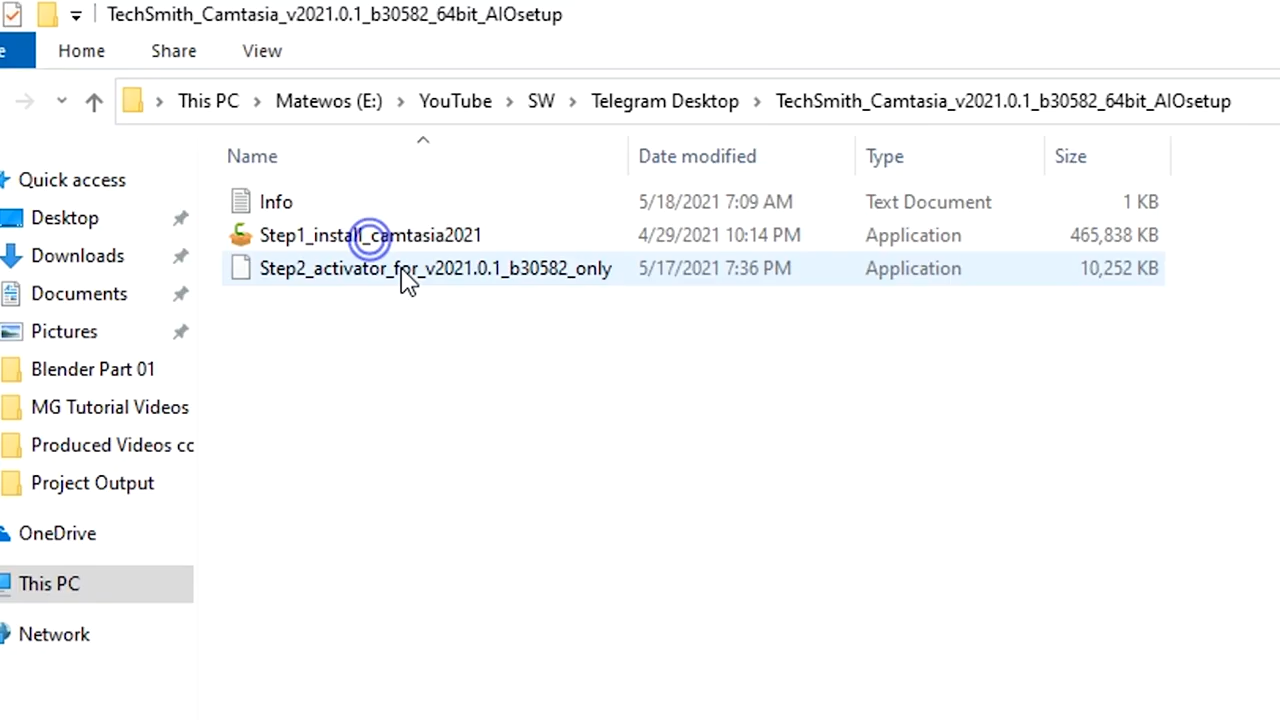 TechSmith_Camtasia_v2021.0.1_b30582_64bit_AIOsetup
e Home Share View
This PC Matewos (E:) YouTube SW Telegram Desktop TechSmith_Camtasia_v2021.0.1_b30582_64bit_AIOsetup
Name Date modified Type Size
Info 5/18/2021 7:09 AM Text Document 1 KB
Step1_install_camtasia2021 4/29/2021 10:14 PM Application 465,838 KB
Step2_activator_for_v2021.0.1_b30582_only 5/17/2021 7:36 PM Application 10,252 KB
Quick access
Desktop
Downloads
Documents
Pictures
Blender Part 01
MG Tutorial Videos
Produced Videos cc
Project Output
OneDrive
This PC
Network